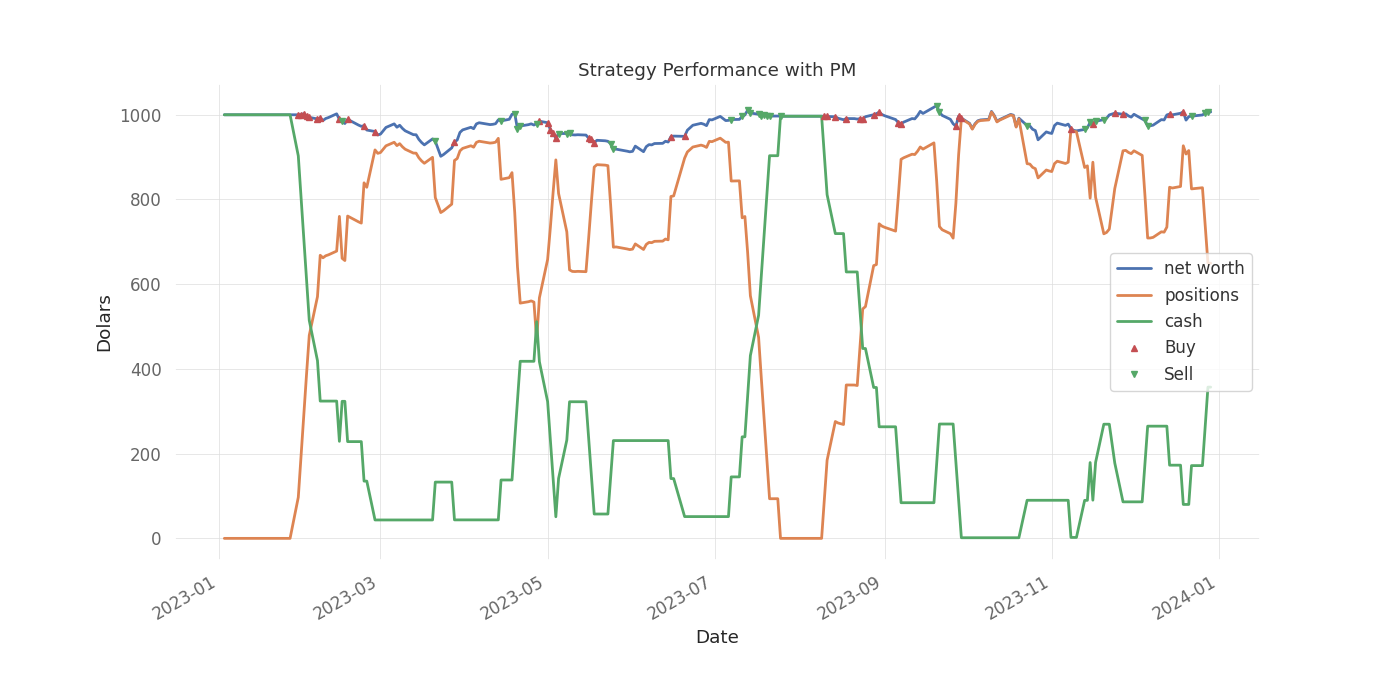 Strategy Performance with PM
1000
800
600
400
200
0
Dolars
2023-01
2023-03
2023-05
2023-07
2023-09
2023-11
2024-01
Date
net worth
positions
cash
Buy
Sell